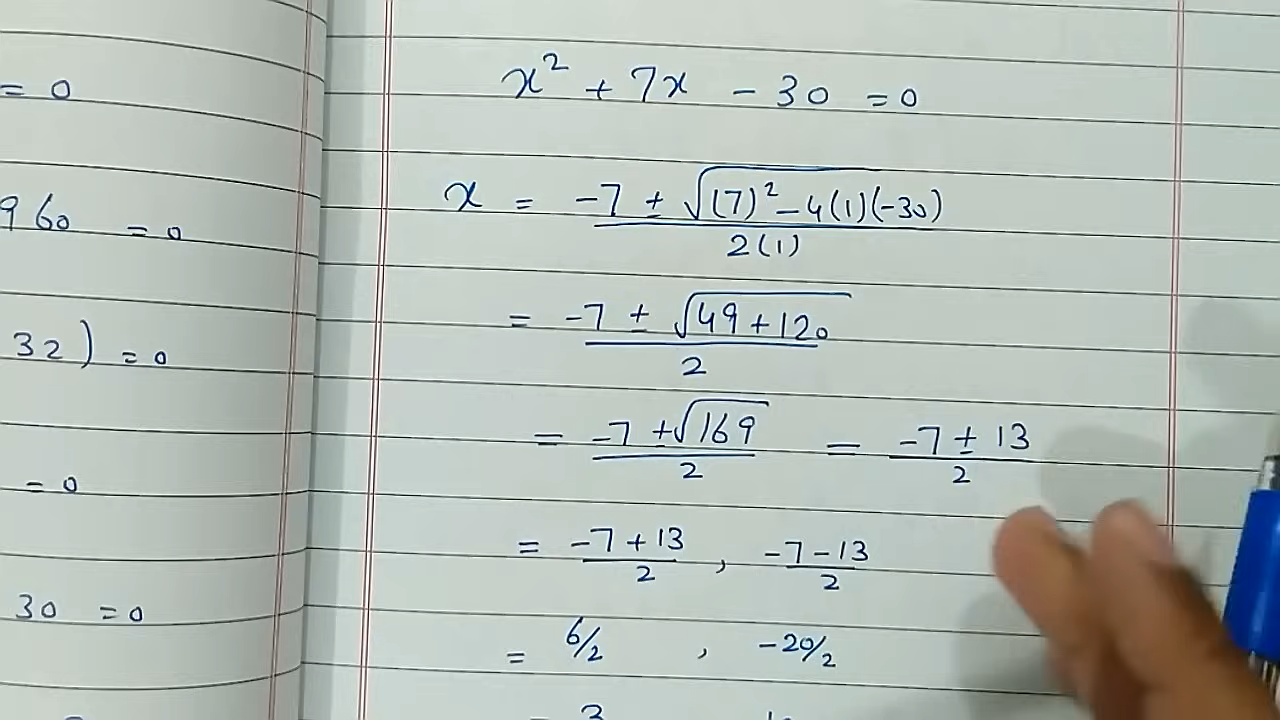 = 0
960 = 0
32) = 0
= 0
30 = 0
x² + 7x - 30 = 0
x = -7 ± √(7)² - 4(1)(-30)
2(1)
= -7 ± √49 + 120
2
= -7 ± √169 = -7 ± 13
2 2
= -7 + 13 , -7 - 13
2 2
= 6/2 , -20/2
3